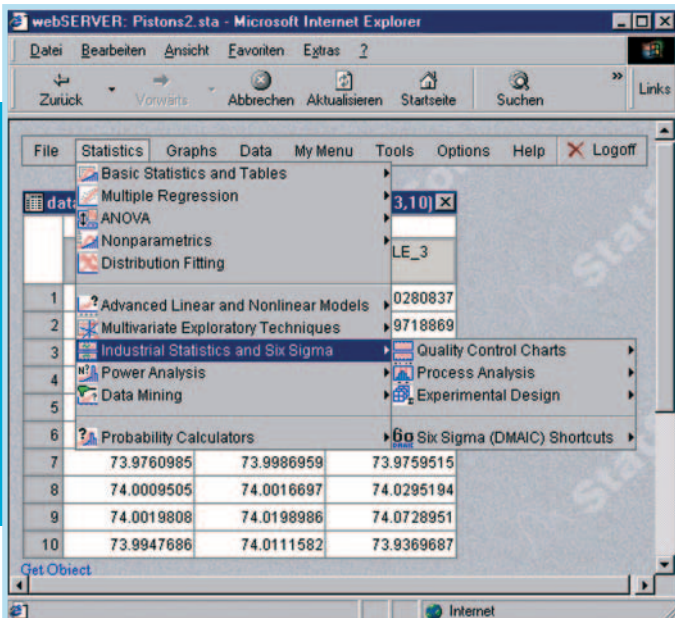 webSERVER: Pistons2.sta - Microsoft Internet Explorer
Datei Bearbeiten Ansicht Favoriten Extras ?
Zurück Vorwärts Abbrechen Aktualisieren Startseite Suchen » Links
File Statistics Graphs Data My Menu Tools Options Help Logoff
Basic Statistics and Tables
Multiple Regression
data 3,10)
ANOVA
Nonparametrics
LE_3
Distribution Fitting
1 Advanced Linear and Nonlinear Models 0280837
2 Multivariate Exploratory Techniques 9718869
3 Industrial Statistics and Six Sigma Quality Control Charts
4 Power Analysis Process Analysis
5 Data Mining Experimental Design
6 Probability Calculators 6σ Six Sigma (DMAIC) Shortcuts
7 73.9760985 73.9986959 73.9759515
8 74.0009505 74.0016697 74.0295194
9 74.0019808 74.0198986 74.0728951
10 73.9947686 74.0111582 73.9369687
Get Object
Internet